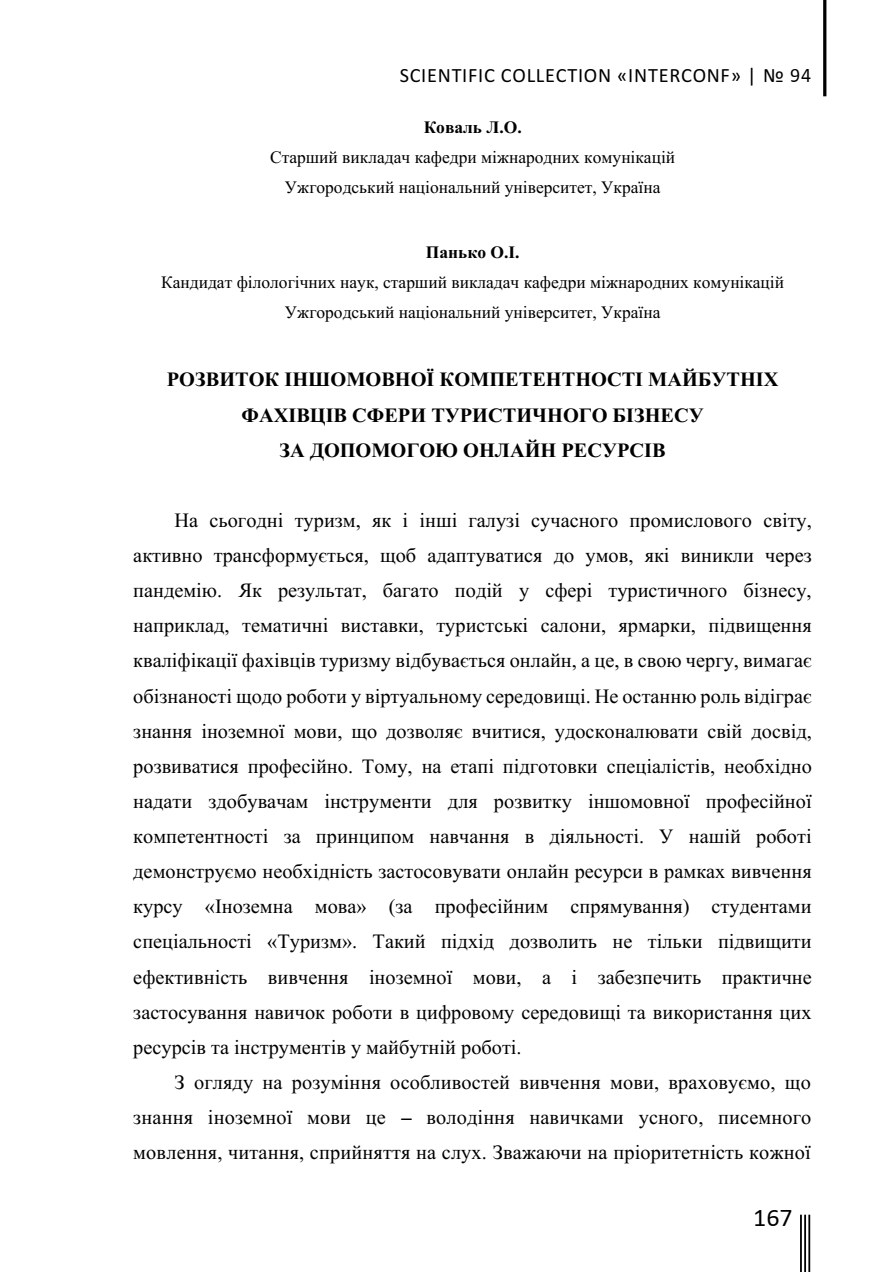 SCIENTIFIC COLLECTION «INTERCONF» | № 94
Коваль Л.О.
Старший викладач кафедри міжнародних комунікацій
Ужгородський національний університет, Україна
Панько О.І.
Кандидат філологічних наук, старший викладач кафедри міжнародних комунікацій
Ужгородський національний університет, Україна
РОЗВИТОК ІНШОМОВНОЇ КОМПЕТЕНТНОСТІ МАЙБУТНІХ
ФАХІВЦІВ СФЕРИ ТУРИСТИЧНОГО БІЗНЕСУ
ЗА ДОПОМОГОЮ ОНЛАЙН РЕСУРСІВ
На сьогодні туризм, як і інші галузі сучасного промислового світу,
активно трансформується, щоб адаптуватися до умов, які виникли через
пандемію. Як результат, багато подій у сфері туристичного бізнесу,
наприклад, тематичні виставки, туристські салони, ярмарки, підвищення
кваліфікації фахівців туризму відбувається онлайн, а це, в свою чергу, вимагає
обізнаності щодо роботи у віртуальному середовищі. Не останню роль відіграє
знання іноземної мови, що дозволяє вчитися, удосконалювати свій досвід,
розвиватися професійно. Тому, на етапі підготовки спеціалістів, необхідно
надати здобувачам інструменти для розвитку іншомовної професійної
компетентності за принципом навчання в діяльності. У нашій роботі
демонструємо необхідність застосовувати онлайн ресурси в рамках вивчення
курсу «Іноземна мова» (за професійним спрямування) студентами
спеціальності «Туризм». Такий підхід дозволить не тільки підвищити
ефективність вивчення іноземної мови, а і забезпечить практичне
застосування навичок роботи в цифровому середовищі та використання цих
ресурсів та інструментів у майбутній роботі.
З огляду на розуміння особливостей вивчення мови, враховуємо, що
знання іноземної мови це – володіння навичками усного, писемного
мовлення, читання, сприйняття на слух. Зважаючи на пріоритетність кожної
167